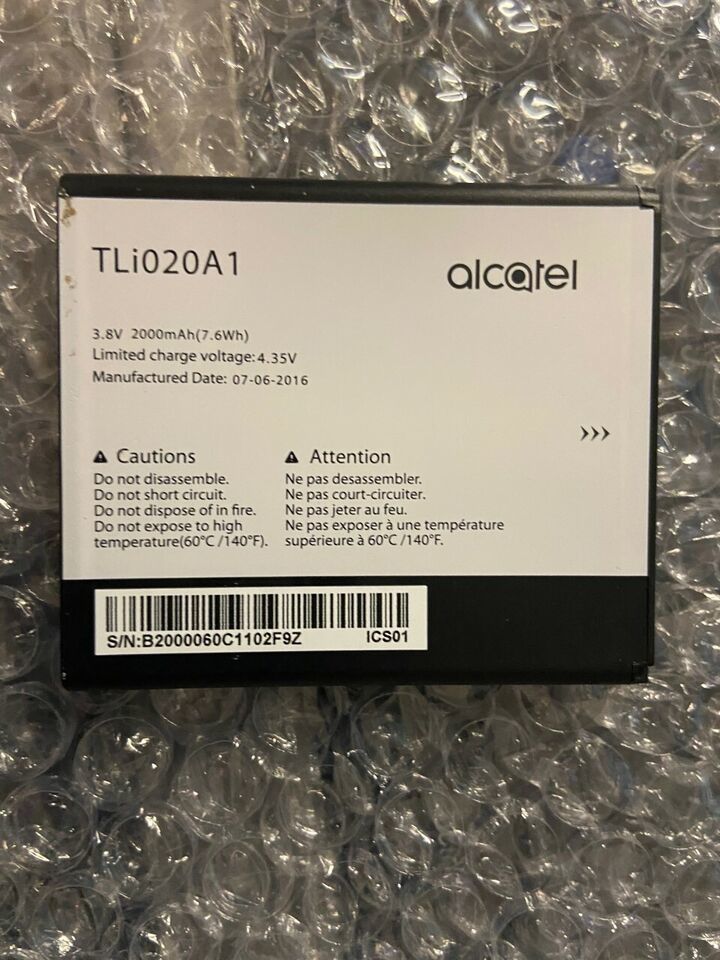 TLi020A1
alcatel
3.8V 2000mAh(7.6Wh)
Limited charge voltage:4.35V
Manufactured Date: 07-06-2016
>>>
Cautions
Do not disassemble.
Do not short circuit.
Do not dispose of in fire.
Do not expose to high
temperature(60°C /140°F).
Attention
Ne pas desassembler.
Ne pas court-circuiter.
Ne pas jeter au feu.
Ne pas exposer à une température
supérieure à 60°C /140°F.
S/N:B2000060C1102F9Z
ICS01